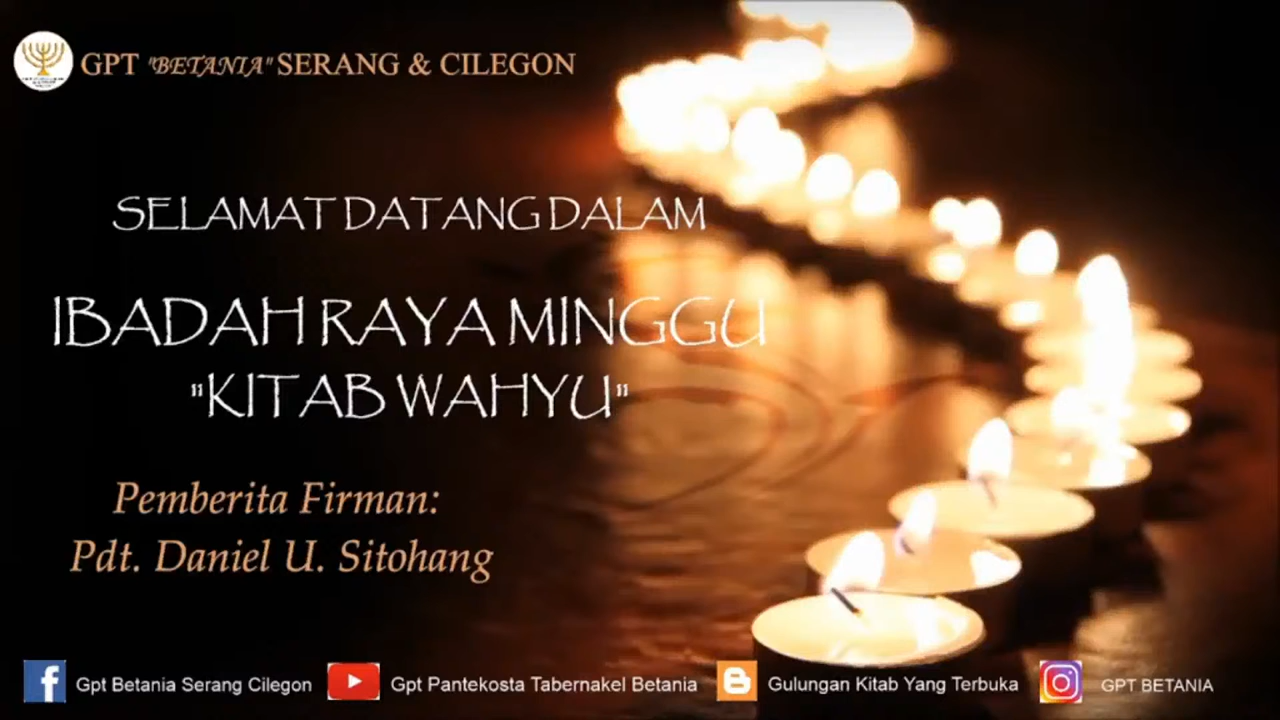 GPT "BETANIA" SERANG & CILEGON
SELAMAT DATANG DALAM
IBADAH RAYA MINGGU
"KITAB WAHYU"
Pemberita Firman:
Pdt. Daniel U. Sitohang
Gpt Betania Serang Cilegon
Gpt Pantekosta Tabernakel Betania
Gulungan Kitab Yang Terbuka
GPT BETANIA